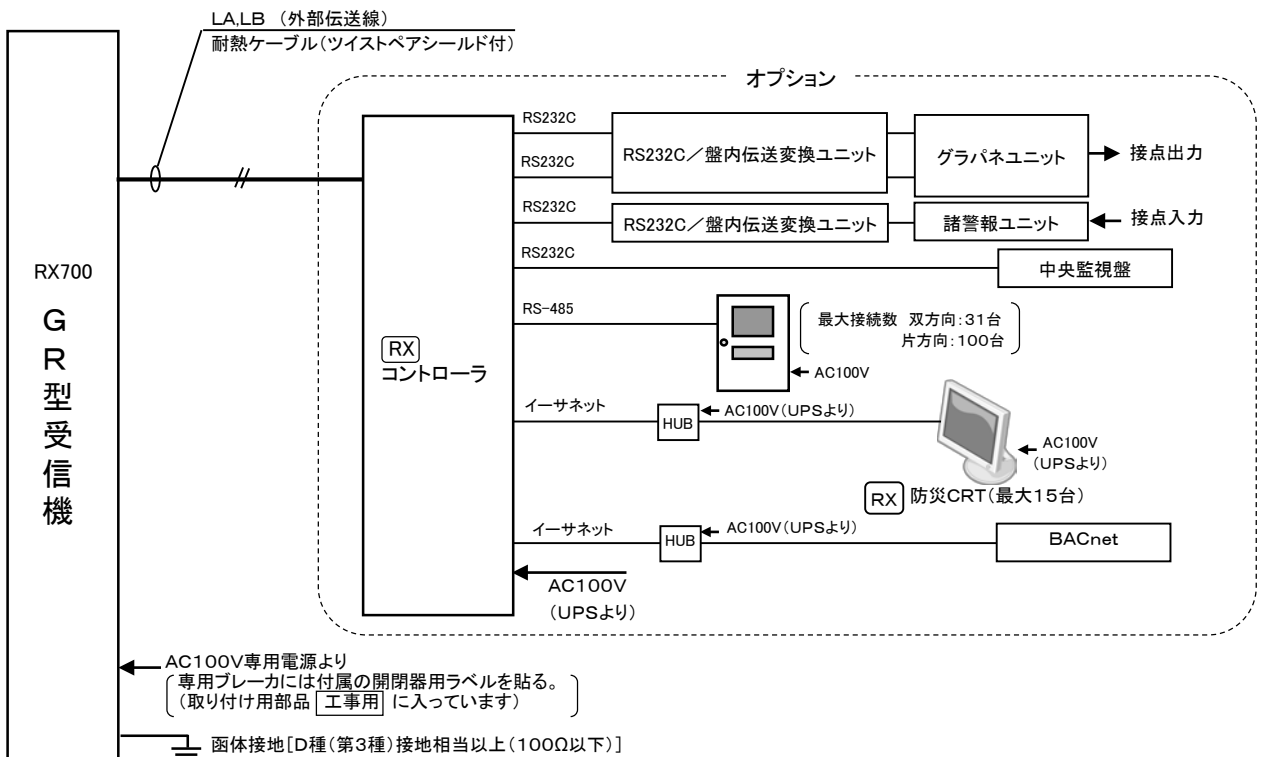 LA,LB （外部伝送線）
耐熱ケーブル（ツイストペアシールド付）
オプション
RX700
GR型受信機
RX
コントローラ
RS232C
RS232C
RS232C／盤内伝送変換ユニット
グラパネユニット
接点出力
RS232C
RS232C／盤内伝送変換ユニット
諸警報ユニット
接点入力
RS232C
中央監視盤
RS-485
最大接続数 双方向：31台
片方向：100台
AC100V
イーサネット
HUB
AC100V（UPSより）
AC100V
（UPSより）
RX 防災CRT（最大15台）
イーサネット
HUB
AC100V（UPSより）
BACnet
AC100V
（UPSより）
AC100V専用電源より
専用ブレーカには付属の開閉器用ラベルを貼る。
（取り付け用部品 工事用 に入っています）
函体接地［D種（第3種）接地相当以上（100Ω以下）］